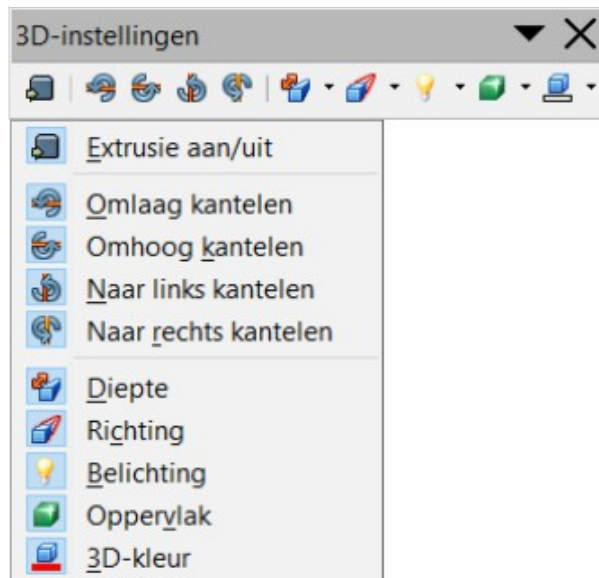 3D-instellingen
Extrusie aan/uit
Omlaag kantelen
Omhoog kantelen
Naar links kantelen
Naar rechts kantelen
Diepte
Richting
Belichting
Oppervlak
3D-kleur